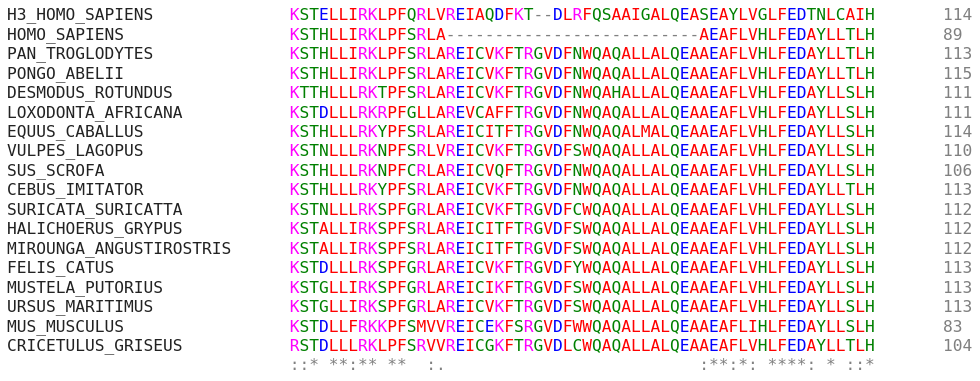 H3_HOMO_SAPIENS KSTELLIRKLPFQRLVREIAQDFKT--DLRFQSAAIGALQEASEAYLVGLFEDTNLCAIH 114
HOMO_SAPIENS KSTHLLIRKLPFSRLA--------------------------AEAFLVHLFEDAYLLTLH 89
PAN_TROGLODYTES KSTHLLIRKLPFSRLAREICVKFTRGVDFNWQAQALLALQEAAEAFLVHLFEDAYLLTLH 113
PONGO_ABELII KSTHLLIRKLPFSRLAREICVKFTRGVDFNWQAQALLALQEAAEAFLVHLFEDAYLLTLH 115
DESMODUS_ROTUNDUS KTTHLLLRKTPFSRLAREICVKFTRGVDFNWQAHALLALQEAAEAFLVHLFEDAYLLSLH 111
LOXODONTA_AFRICANA KSTDLLLRKRPFGLLAREVCAFFTRGVDFNWQAQALLALQEAAEAFLVHLFEDAYLLSLH 111
EQUUS_CABALLUS KSTHLLLRKYPFSRLAREICITFTRGVDFNWQAQALMALQEAAEAFLVHLFEDAYLLSLH 114
VULPES_LAGOPUS KSTNLLLRKNPFSRLVREICVKFTRGVDFSWQAQALLALQEAAEAFLVHLFEDAYLLSLH 110
SUS_SCROFA KSTHLLLRKNPFCRLAREICVQFTRGVDFNWQAQALLALQEAAEAFLVHLFEDAYLLSLH 106
CEBUS_IMITATOR KSTHLLLRKYPFSRLAREICVKFTRGVDFNWQAQALLALQEAAEAFLVHLFEDAYLLTLH 113
SURICATA_SURICATTA KSTNLLLRKSPFGRLAREICVKFTRGVDFCWQAQALLALQEAAEAFLVHLFEDAYLLSLH 112
HALICHOERUS_GRYPUS KSTALLIRKSPFSRLAREICITFTRGVDFSWQAQALLALQEAAEAFLVHLFEDAYLLSLH 112
MIROUNGA_ANGUSTIROSTRIS KSTALLIRKSPFSRLAREICITFTRGVDFSWQAQALLALQEAAEAFLVHLFEDAYLLSLH 112
FELIS_CATUS KSTDLLLRKSPFGRLAREICVKFTRGVDFYWQAQALLALQEAAEAFLVHLFEDAYLLSLH 113
MUSTELA_PUTORIUS KSTGLLIRKSPFGRLAREICIKFTRGVDFSWQAQALLALQEAAEAFLVHLFEDAYLLSLH 113
URSUS_MARITIMUS KSTGLLIRKSPFGRLAREICVKFTRGVDFSWQAQALLALQEAAEAFLVHLFEDAYLLSLH 113
MUS_MUSCULUS KSTDLLFRKKPFSMVVREICEKFSRGVDFWWQAQALLALQEAAEAFLIHLFEDAYLLSLH 83
CRICETULUS_GRISEUS RSTDLLLRKLPFSRVVREICGKFTRGVDLCWQAQALLALQEAAEAFLVHLFEDAYLLTLH 104
::* **:** **  :.                          :**:*: ****: * ::*